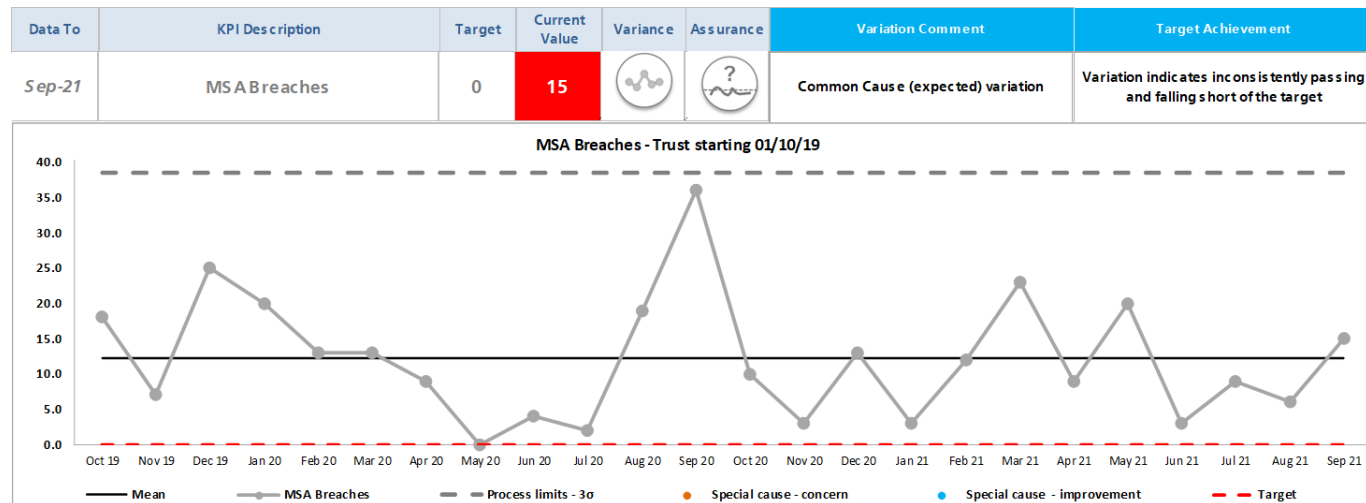 Data To KPI Description Target Current Value Variance Assurance Variation Comment Target Achievement
Sep-21 MSA Breaches 0 15 ? Common Cause (expected) variation Variation indicates inconsistently passing
and falling short of the target
MSA Breaches - Trust starting 01/10/19
40.0
35.0
30.0
25.0
20.0
15.0
10.0
5.0
0.0
Oct 19 Nov 19 Dec 19 Jan 20 Feb 20 Mar 20 Apr 20 May 20 Jun 20 Jul 20 Aug 20 Sep 20 Oct 20 Nov 20 Dec 20 Jan 21 Feb 21 Mar 21 Apr 21 May 21 Jun 21 Jul 21 Aug 21 Sep 21
Mean MSA Breaches Process limits - 3σ Special cause - concern Special cause - improvement Target